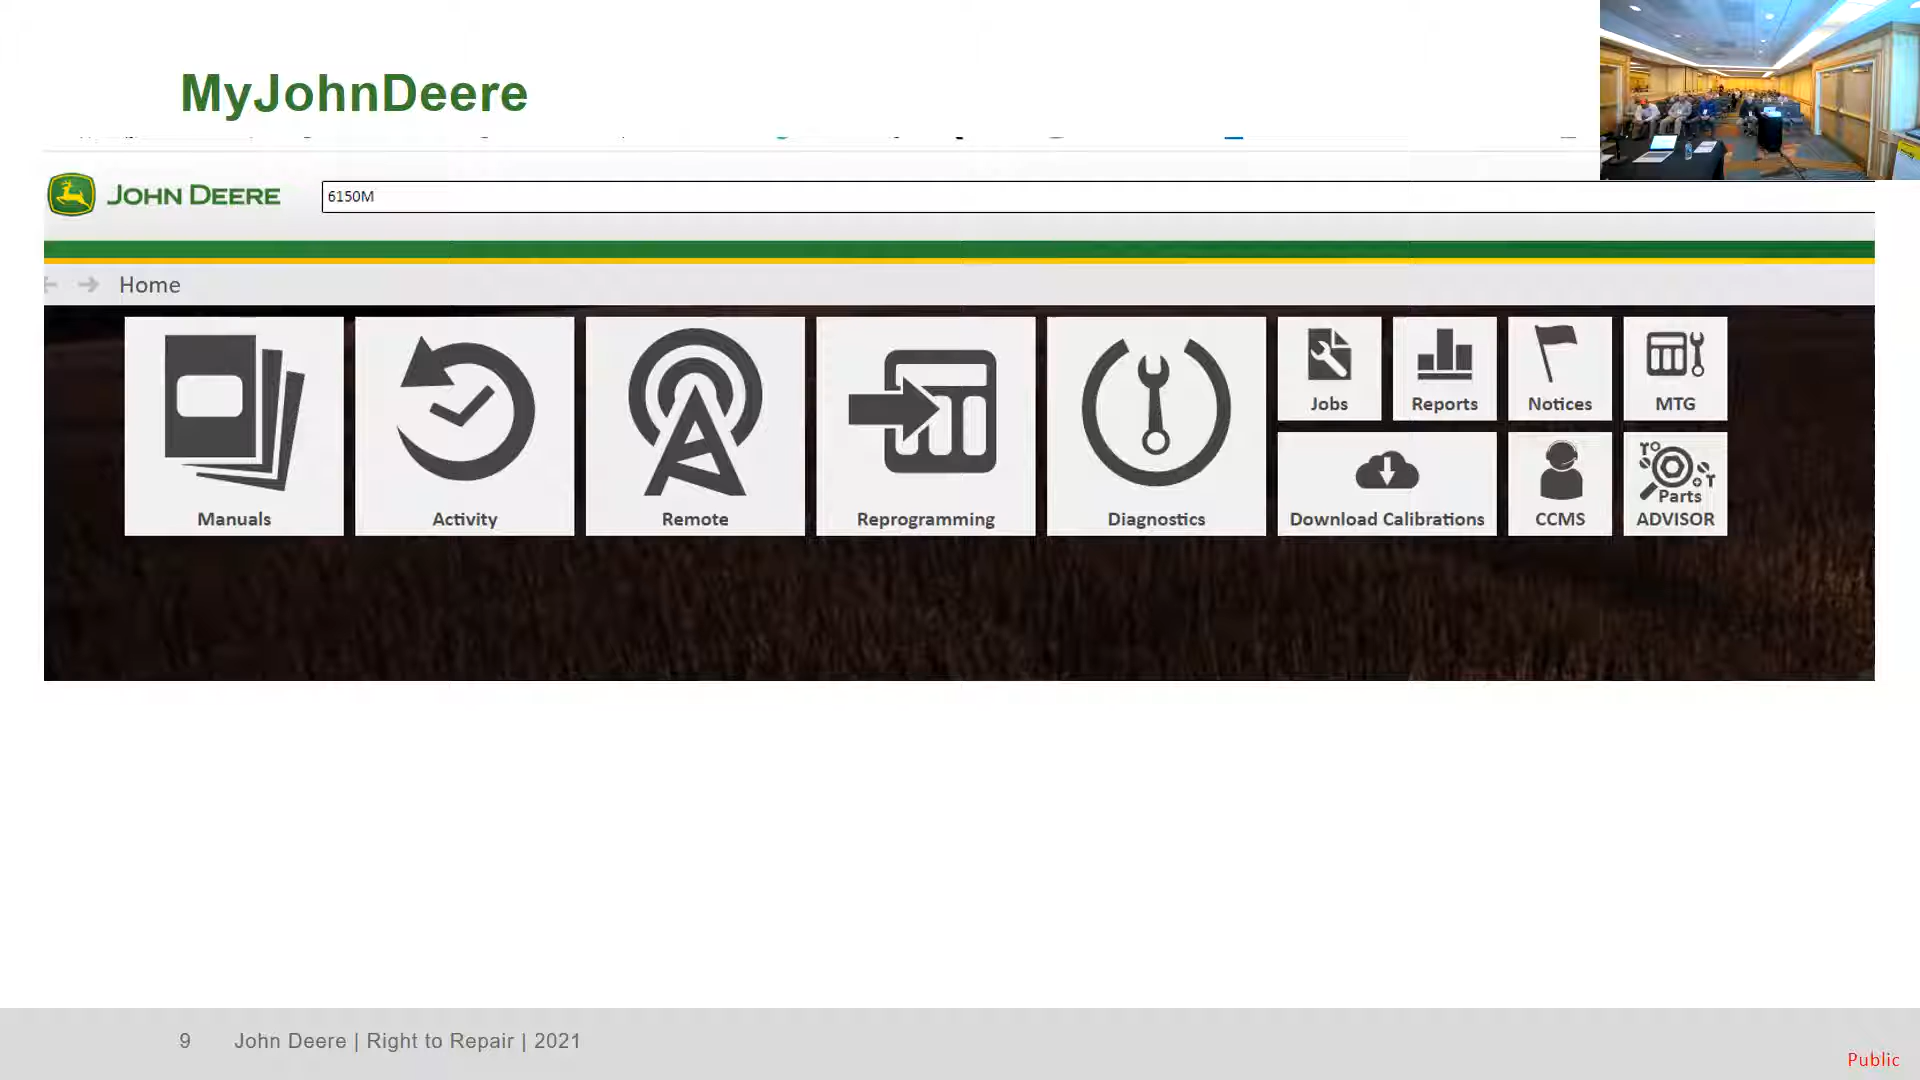 MyJohnDeere
JOHN DEERE
6150M
Home
Manuals
Activity
Remote
Reprogramming
Diagnostics
Jobs
Reports
Notices
MTG
Download Calibrations
CCMS
Parts
ADVISOR
9 John Deere | Right to Repair | 2021
Public